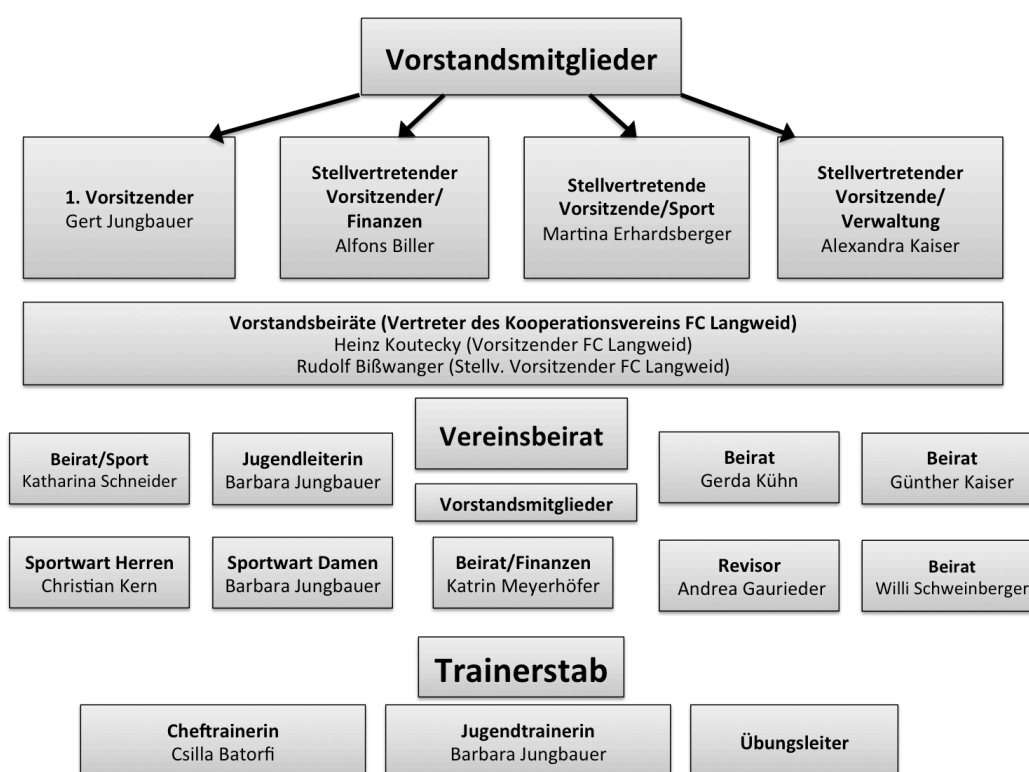 Vorstandsmitglieder
1. Vorsitzender
Gert Jungbauer
Stellvertretender
Vorsitzender/
Finanzen
Alfons Biller
Stellvertretende
Vorsitzende/Sport
Martina Erhardsberger
Stellvertretender
Vorsitzende/
Verwaltung
Alexandra Kaiser
Vorstandsbeiräte (Vertreter des Kooperationsvereins FC Langweid)
Heinz Koutecky (Vorsitzender FC Langweid)
Rudolf Bißwanger (Stellv. Vorsitzender FC Langweid)
Vereinsbeirat
Vorstandsmitglieder
Beirat/Sport
Katharina Schneider
Jugendleiterin
Barbara Jungbauer
Beirat
Gerda Kühn
Beirat
Günther Kaiser
Sportwart Herren
Christian Kern
Sportwart Damen
Barbara Jungbauer
Beirat/Finanzen
Katrin Meyerhöfer
Revisor
Andrea Gaurieder
Beirat
Willi Schweinberger
Trainerstab
Cheftrainerin
Csilla Batorfi
Jugendtrainerin
Barbara Jungbauer
Übungsleiter